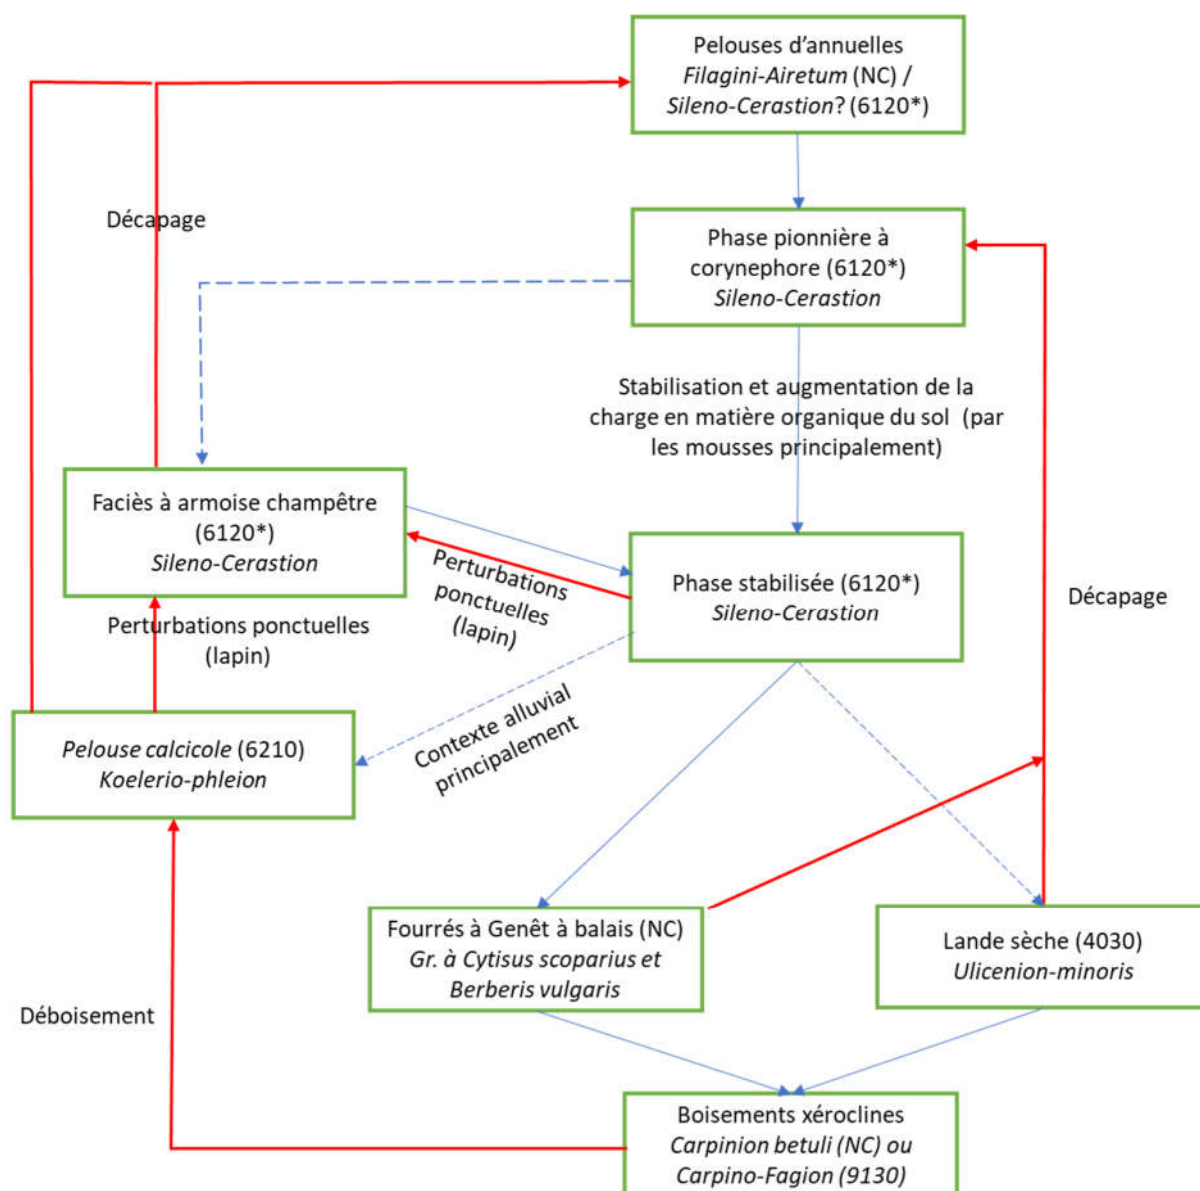 Pelouses d’annuelles
Filagini-Airetum (NC) /
Sileno-Cerastion? (6120*)
Décapage
Phase pionnière à
corynephore (6120*)
Sileno-Cerastion
Stabilisation et augmentation de la
charge en matière organique du sol (par
les mousses principalement)
Faciès à armoise champêtre
(6120*)
Sileno-Cerastion
Perturbations
ponctuelles
(lapin)
Phase stabilisée (6120*)
Sileno-Cerastion
Décapage
Perturbations ponctuelles
(lapin)
Contexte alluvial
principalement
Pelouse calcicole (6210)
Koelerio-phleion
Fourrés à Genêt à balais (NC)
Gr. à Cytisus scoparius et
Berberis vulgaris
Lande sèche (4030)
Ulicenion-minoris
Déboisement
Boisements xéroclines
Carpinion betuli (NC) ou
Carpino-Fagion (9130)